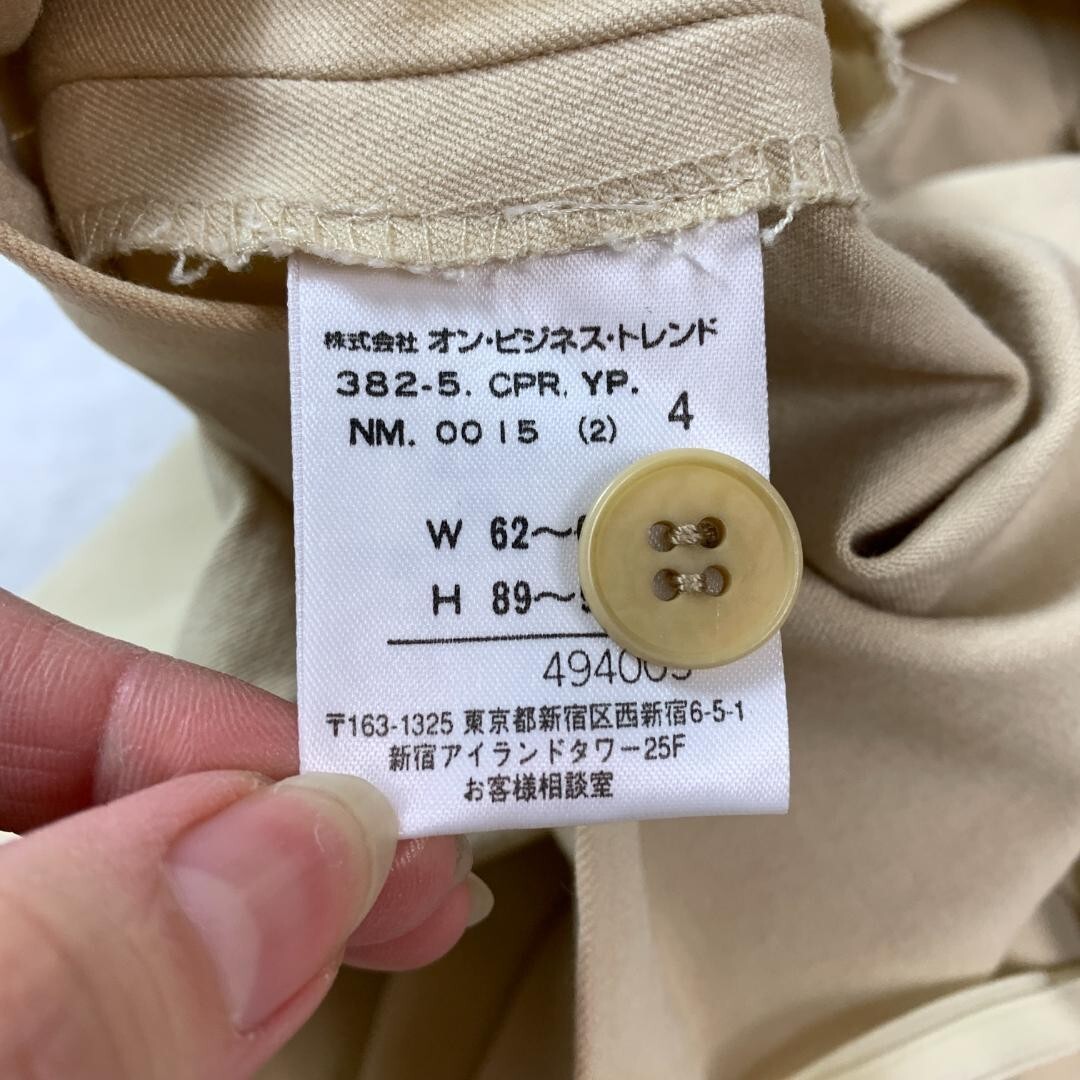 株式会社 オン・ビジネス・トレンド
382-5. CPR. YP.
NM. 0015 (2) 4
W 62〜
H 89〜
〒163-1325 東京都新宿区西新宿6-5-1
新宿アイランドタワー25F
お客様相談室